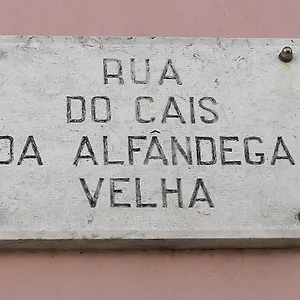 RUA
DO CAIS
DA ALFÂNDEGA
VELHA